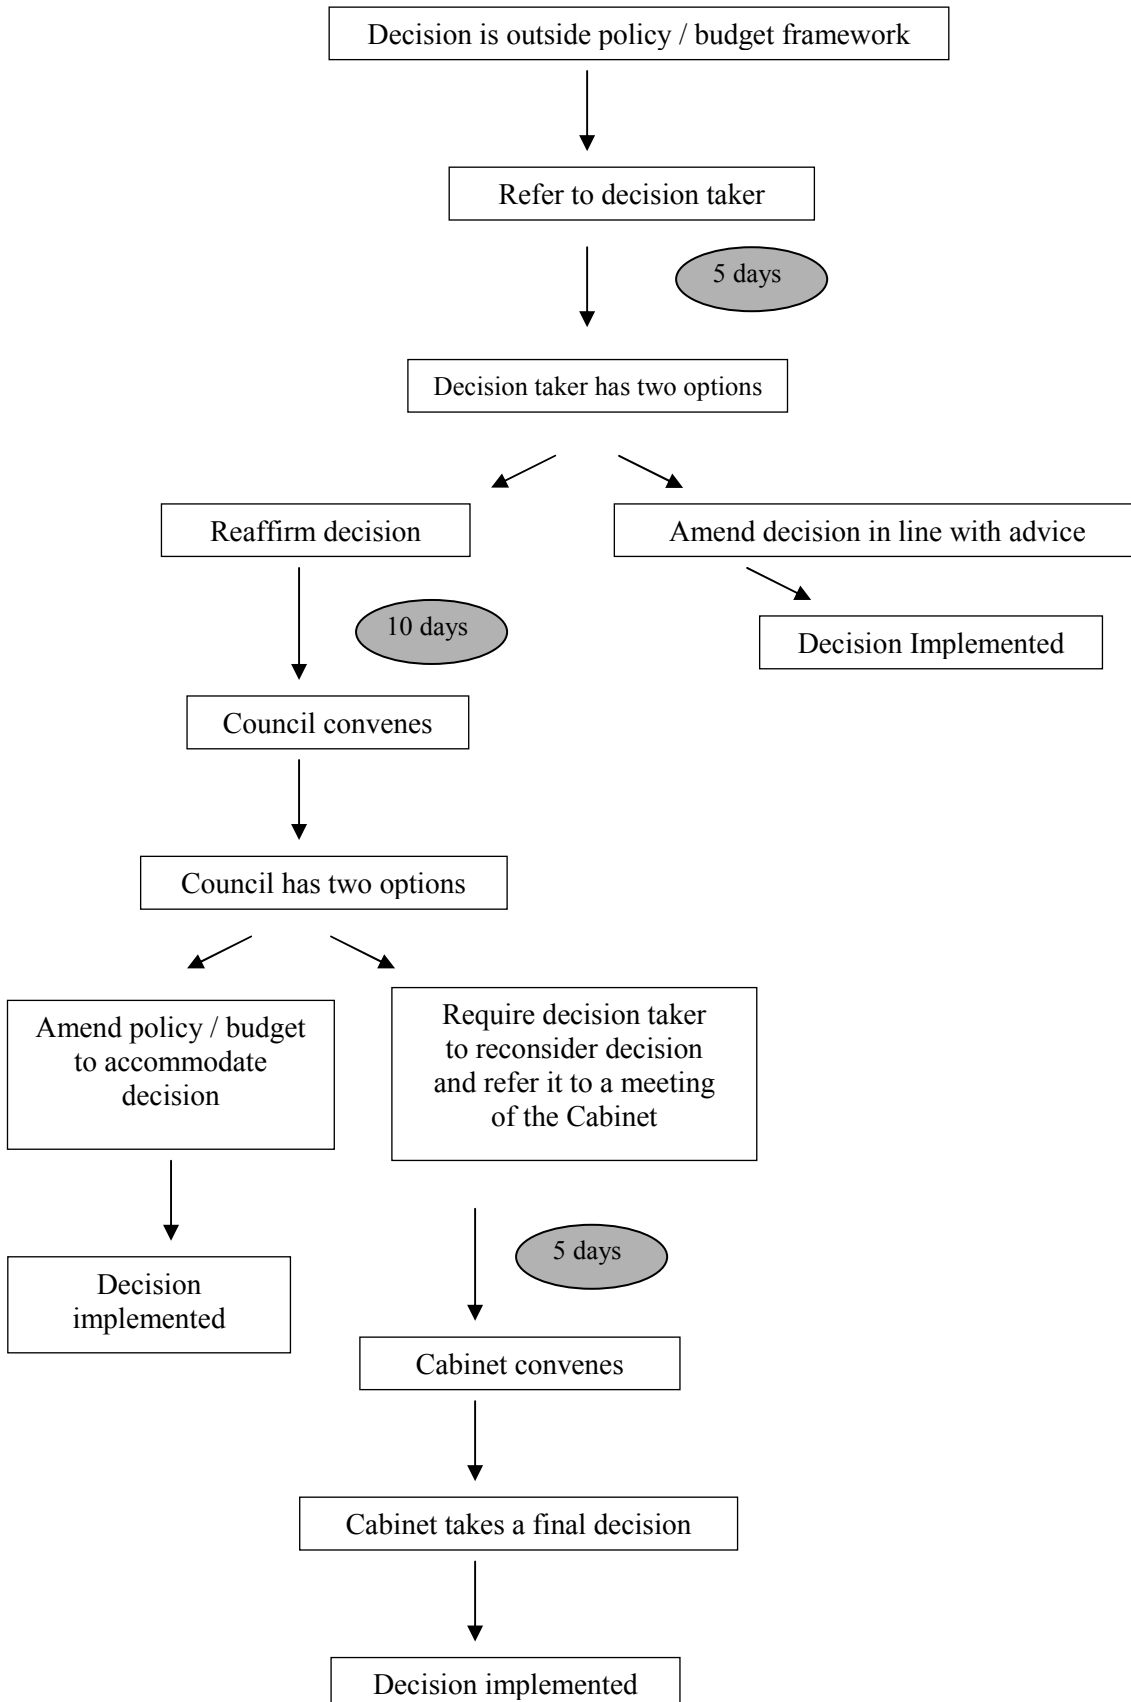 Decision is outside policy / budget framework
Refer to decision taker
5 days
Decision taker has two options
Reaffirm decision
Amend decision in line with advice
10 days
Decision Implemented
Council convenes
Council has two options
Amend policy / budget
to accommodate
decision
Require decision taker
to reconsider decision
and refer it to a meeting
of the Cabinet
5 days
Decision
implemented
Cabinet convenes
Cabinet takes a final decision
Decision implemented